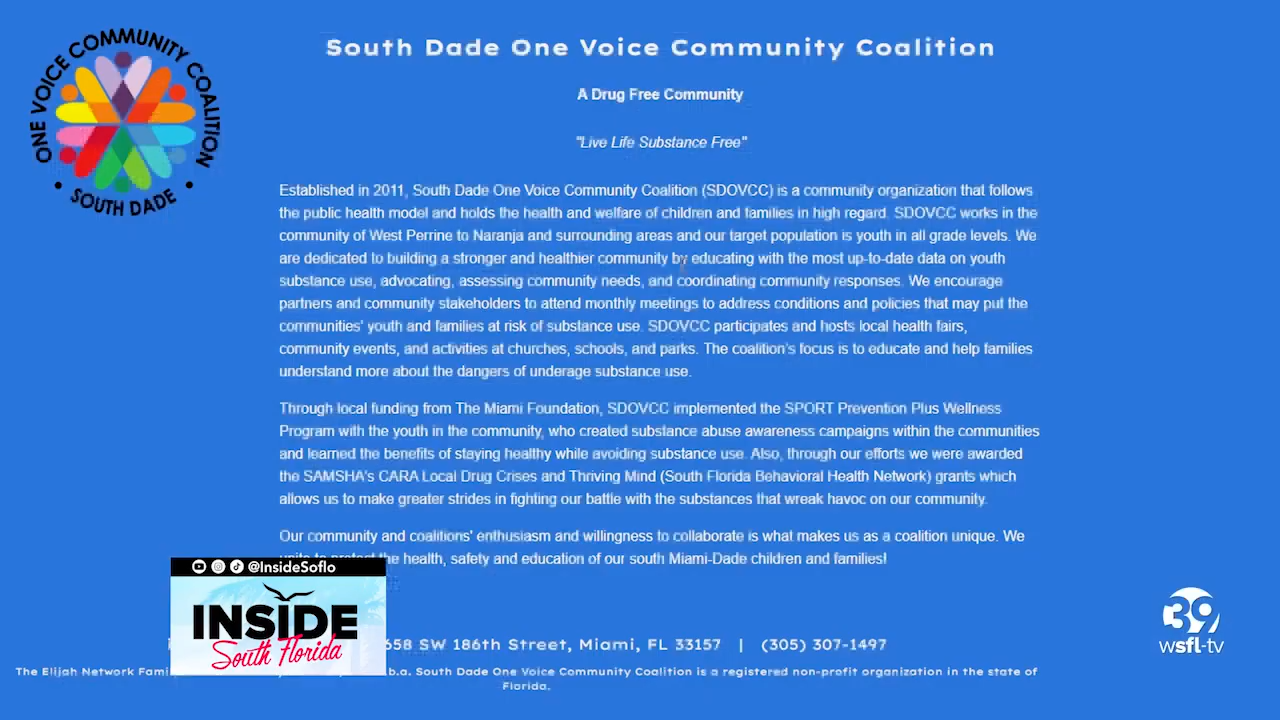 South Dade One Voice Community Coalition
ONE VOICE COMMUNITY COALITION
• SOUTH DADE •
A Drug Free Community
"Live Life Substance Free"
Established in 2011, South Dade One Voice Community Coalition (SDOVCC) is a community organization that follows
the public health model and holds the health and welfare of children and families in high regard. SDOVCC works in the
community of West Perrine to Naranja and surrounding areas and our target population is youth in all grade levels. We
are dedicated to building a stronger and healthier community by educating with the most up-to-date data on youth
substance use, advocating, assessing community needs, and coordinating community responses. We encourage
partners and community stakeholders to attend monthly meetings to address conditions and policies that may put the
communities' youth and families at risk of substance use. SDOVCC participates and hosts local health fairs,
community events, and activities at churches, schools, and parks. The coalition's focus is to educate and help families
understand more about the dangers of underage substance use.
Through local funding from The Miami Foundation, SDOVCC implemented the SPORT Prevention Plus Wellness
Program with the youth in the community, who created substance abuse awareness campaigns within the communities
and learned the benefits of staying healthy while avoiding substance use. Also, through our efforts we were awarded
the SAMSHA's CARA Local Drug Crises and Thriving Mind (South Florida Behavioral Health Network) grants which
allows us to make greater strides in fighting our battle with the substances that wreak havoc on our community.
Our community and coalitions' enthusiasm and willingness to collaborate is what makes us as a coalition unique. We
unite to protect the health, safety and education of our south Miami-Dade children and families!
@InsideSoflo
INSIDE
South Florida
658 SW 186th Street, Miami, FL 33157 | (305) 307-1497
39
wsfl-tv
The Elijah Network Fami b.a. South Dade One Voice Community Coalition is a registered non-profit organization in the state of
Florida.